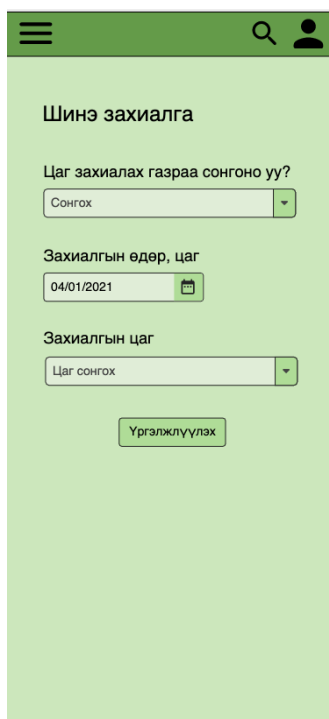 Шинэ захиалга
Цаг захиалах газраа сонгоно уу?
Сонгох
Захиалгын өдөр, цаг
04/01/2021
Захиалгын цаг
Цаг сонгох
Үргэлжлүүлэх